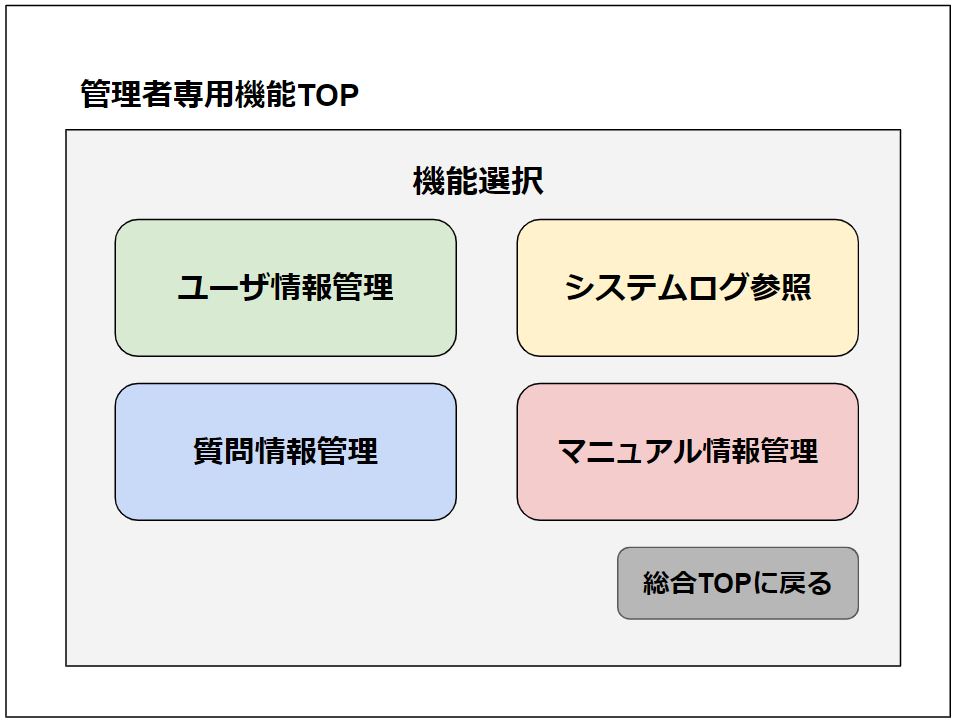 管理者専用機能TOP
機能選択
ユーザ情報管理
システムログ参照
質問情報管理
マニュアル情報管理
総合TOPに戻る